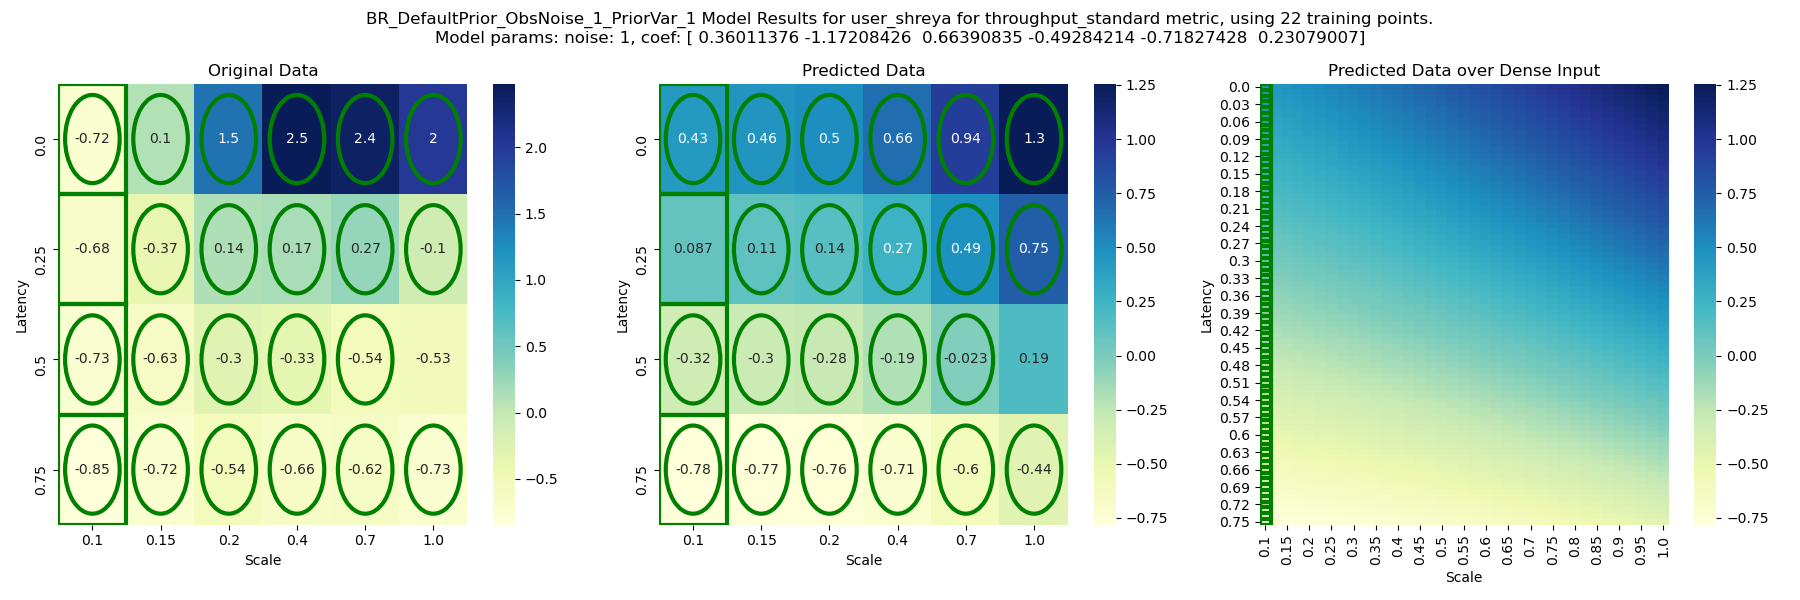 BR_DefaultPrior_ObsNoise_1_PriorVar_1 Model Results for user_shreya for throughput_standard metric, using 22 training points.
Model params: noise: 1, coef: [ 0.36011376 -1.17208426  0.66390835 -0.49284214 -0.71827428  0.23079007]
Original Data
-0.72 0.1 1.5 2.5 2.4 2
-0.68 -0.37 0.14 0.17 0.27 -0.1
-0.73 -0.63 -0.3 -0.33 -0.54 -0.53
-0.85 -0.72 -0.54 -0.66 -0.62 -0.73
0.0
0.25
0.5
0.75
Latency
0.1 0.15 0.2 0.4 0.7 1.0
Scale
2.0
1.5
1.0
0.5
0.0
−0.5
Predicted Data
0.43 0.46 0.5 0.66 0.94 1.3
0.087 0.11 0.14 0.27 0.49 0.75
-0.32 -0.3 -0.28 -0.19 -0.023 0.19
-0.78 -0.77 -0.76 -0.71 -0.6 -0.44
0.0
0.25
0.5
0.75
Latency
0.1 0.15 0.2 0.4 0.7 1.0
Scale
1.25
1.00
0.75
0.50
0.25
0.00
−0.25
−0.50
−0.75
Predicted Data over Dense Input
0.0
0.03
0.06
0.09
0.12
0.15
0.18
0.21
0.24
0.27
0.3
0.33
0.36
0.39
0.42
0.45
0.48
0.51
0.54
0.57
0.6
0.63
0.66
0.69
0.72
0.75
Latency
0.1 0.15 0.2 0.25 0.3 0.35 0.4 0.45 0.5 0.55 0.6 0.65 0.7 0.75 0.8 0.85 0.9 0.95 1.0
Scale
1.25
1.00
0.75
0.50
0.25
0.00
−0.25
−0.50
−0.75